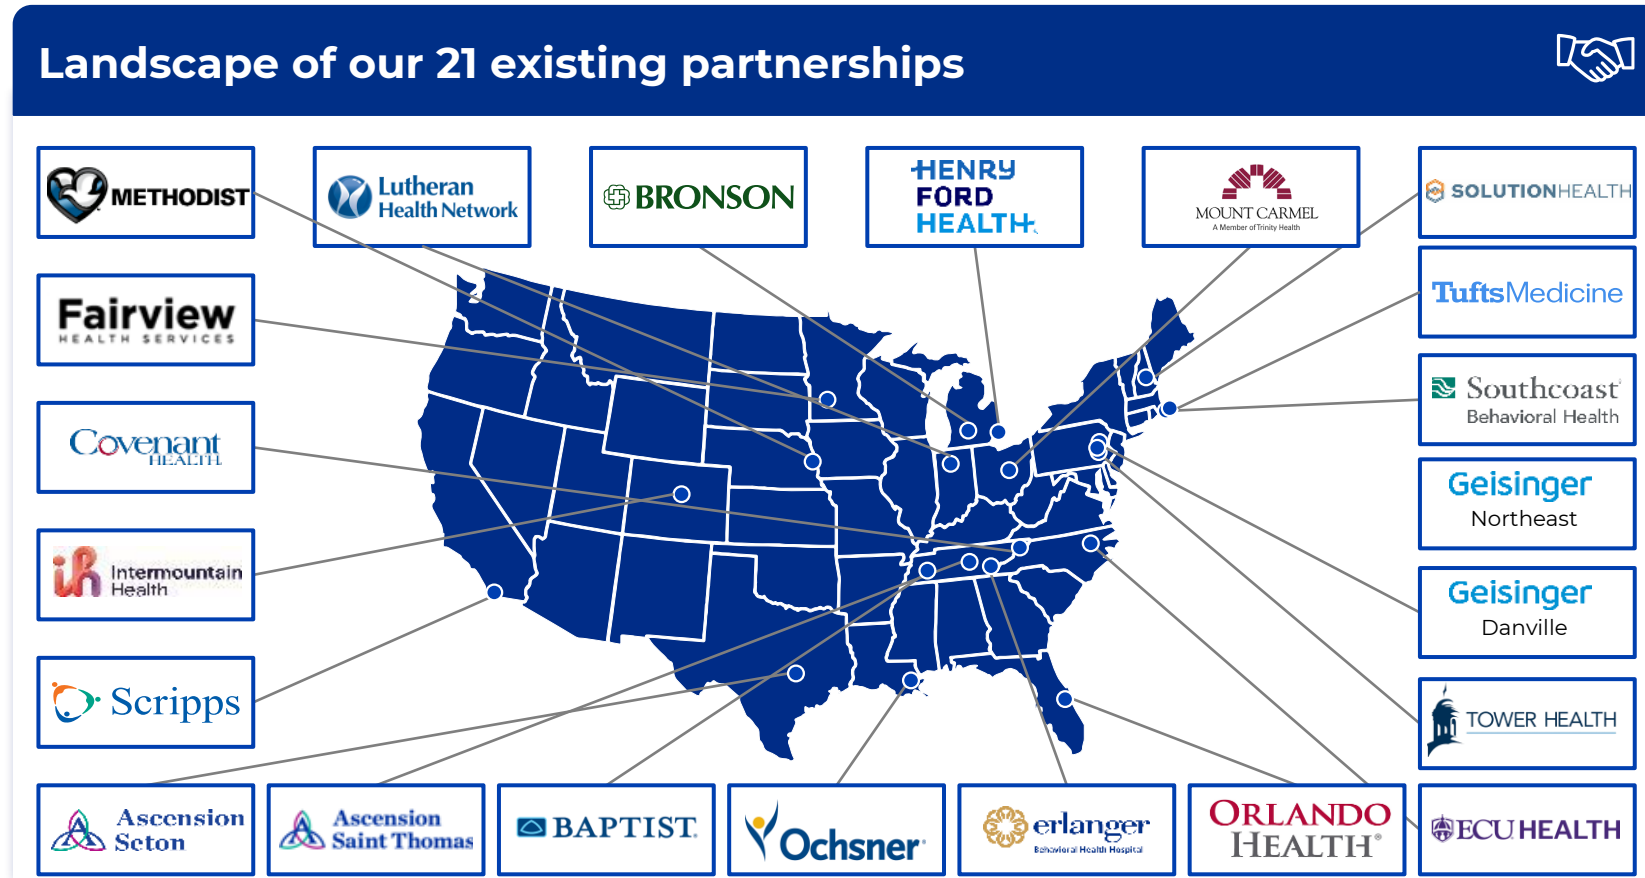 Landscape of our 21 existing partnerships
METHODIST
Lutheran
Health Network
BRONSON
HENRY
FORD
HEALTH
MOUNT CARMEL
A Member of Trinity Health
SOLUTIONHEALTH
Fairview
HEALTH SERVICES
TuftsMedicine
Covenant
HEALTH
Southcoast
Behavioral Health
Geisinger
Northeast
Intermountain
Health
Geisinger
Danville
Scripps
TOWER HEALTH
Ascension
Seton
Ascension
Saint Thomas
BAPTIST
Ochsner
erlanger
Behavioral Health Hospital
ORLANDO
HEALTH®
ECU HEALTH